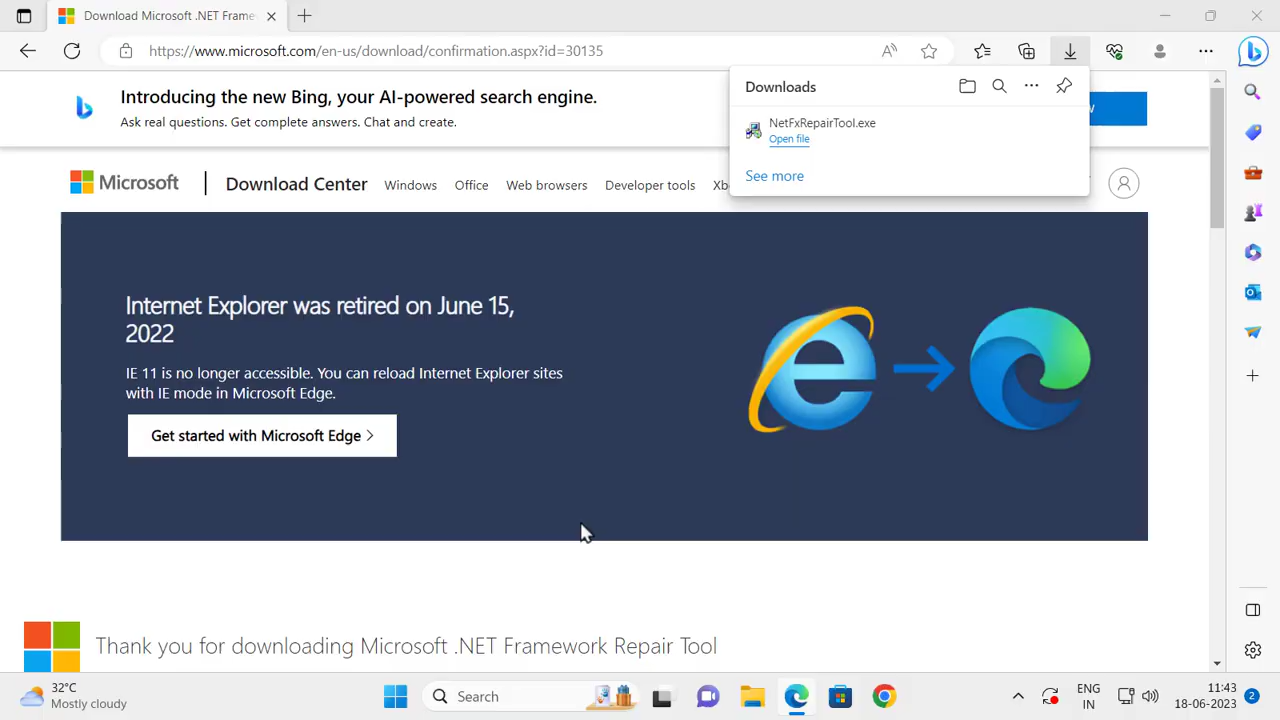 Download Microsoft .NET Frame
https://www.microsoft.com/en-us/download/confirmation.aspx?id=30135
Introducing the new Bing, your AI-powered search engine.
Ask real questions. Get complete answers. Chat and create.
Downloads
NetFxRepairTool.exe
Open file
See more
Microsoft
Download Center
Windows
Office
Web browsers
Developer tools
Internet Explorer was retired on June 15,
2022
IE 11 is no longer accessible. You can reload Internet Explorer sites
with IE mode in Microsoft Edge.
Get started with Microsoft Edge
Thank you for downloading Microsoft .NET Framework Repair Tool
32°C
Mostly cloudy
Search
ENG
IN
11:43
18-06-2023
2